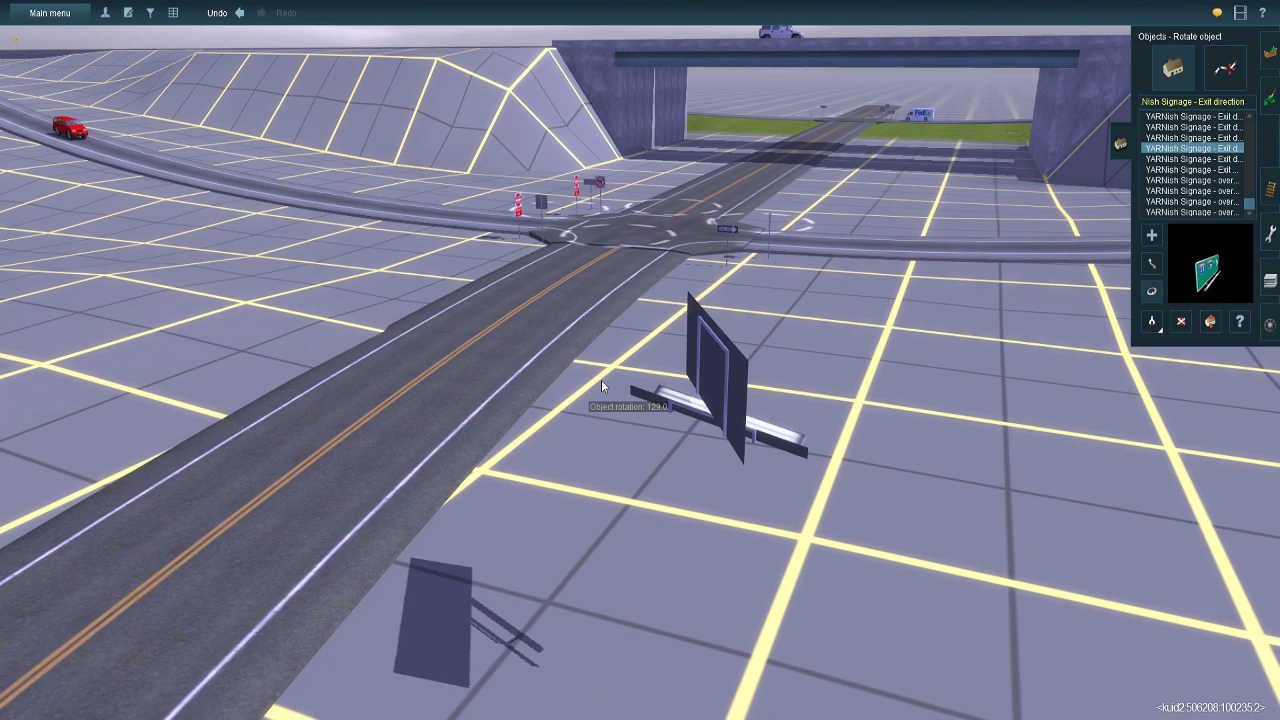 Main menu
Undo
Redo
?
Objects - Rotate object
Nish Signage - Exit direction
YARNish Signage - Exit d...
YARNish Signage - Exit d...
YARNish Signage - Exit d...
YARNish Signage - Exit d...
YARNish Signage - Exit d...
YARNish Signage - Exit ...
YARNish Signage - over...
YARNish Signage - over...
YARNish Signage - over...
YARNish Signage - over...
?
FedEx
Object rotation: 129.0
<kuid2:506208:100235:2>